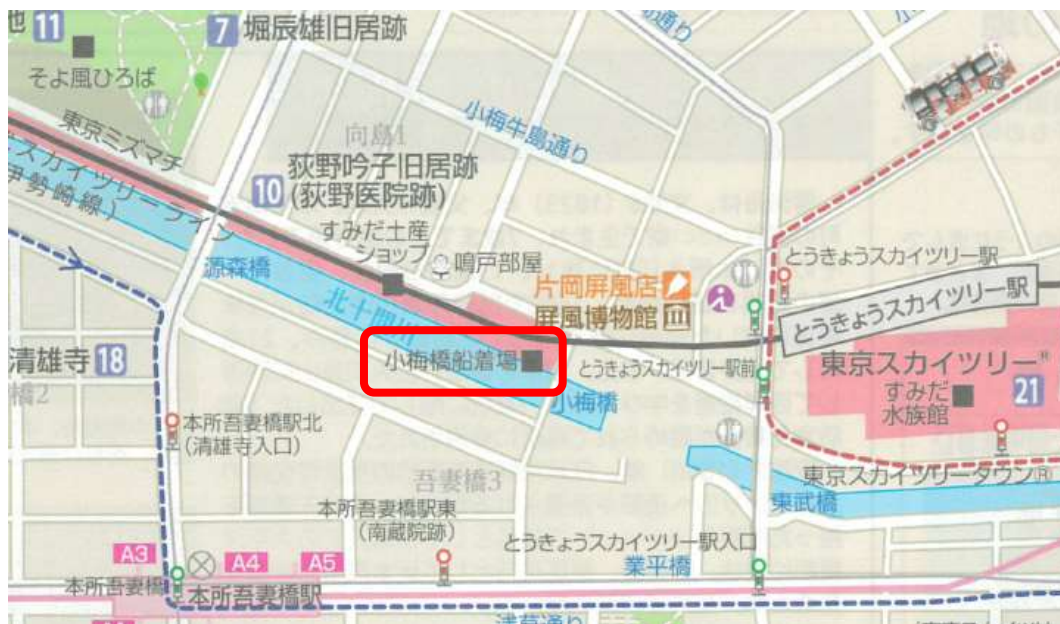 11
7 堀辰雄旧居跡
そよ風ひろば
東京ミズマチ
スカイツリーライン
伊勢崎線)
向島1
小梅牛島通り
10 荻野吟子旧居跡
(荻野医院跡)
すみだ土産
ショップ
鳴戸部屋
源森橋
北十間川
片岡屏風店
屏風博物館
とうきょうスカイツリー駅
とうきょうスカイツリー駅
小梅橋船着場
とうきょうスカイツリー駅前
小梅橋
東京スカイツリー®
すみだ
水族館
21
清雄寺 18
橋2
本所吾妻橋駅北
(清雄寺入口)
吾妻橋3
東京スカイツリータウン®
東武橋
本所吾妻橋駅東
(南蔵院跡)
とうきょうスカイツリー駅入口
業平橋
A3
A4
A5
本所吾妻橋
本所吾妻橋駅
浅草通り